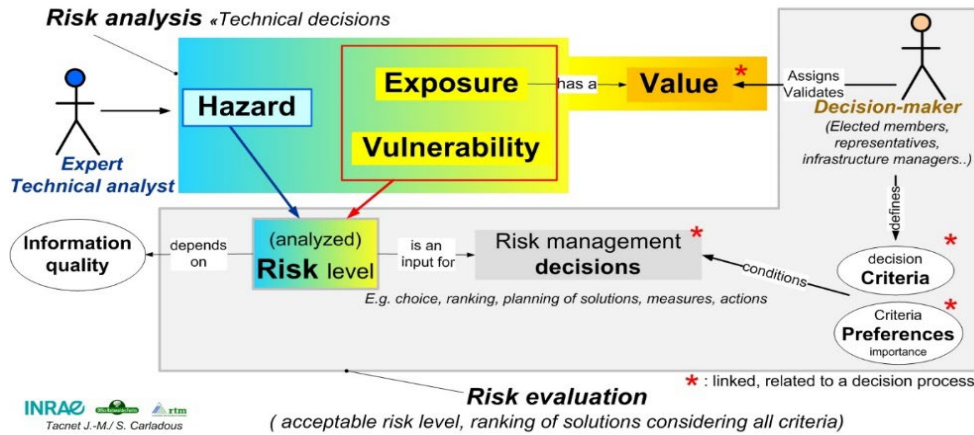 Risk analysis «Technical decisions
Exposure
has a
Value *
Assigns
Validates
Hazard
Vulnerability
Decision-maker
(Elected members,
representatives,
infrastructure managers..)
Expert
Technical analyst
defines
Information
quality
depends
on
(analyzed)
Risk level
is an
input for
Risk management *
decisions
E.g. choice, ranking, planning of solutions, measures, actions
conditions
decision *
Criteria
Criteria *
Preferences
importance
* : linked, related to a decision process
Risk evaluation
( acceptable risk level, ranking of solutions considering all criteria)
INRAE
rtm
Tacnet J.-M./ S. Carladous